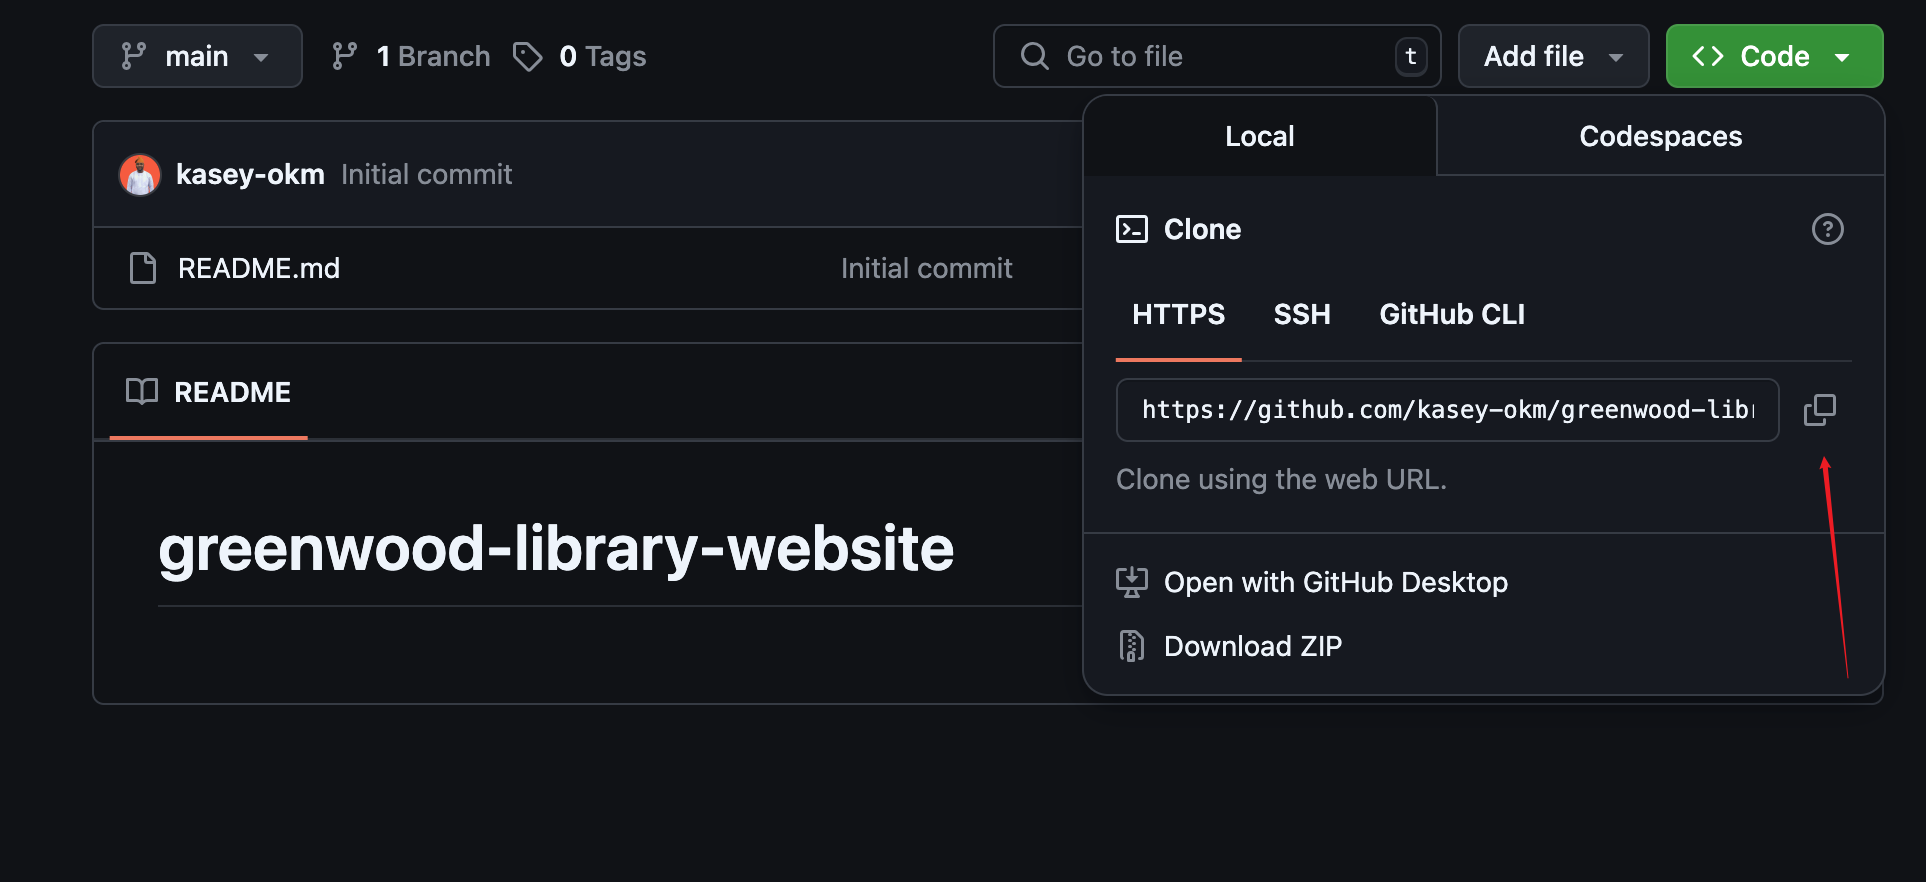 main
1 Branch
0 Tags
Go to file
t
Add file
Code
kasey-okm Initial commit
README.md Initial commit
README
greenwood-library-website
Local
Codespaces
Clone
HTTPS SSH GitHub CLI
https://github.com/kasey-okm/greenwood-libr
Clone using the web URL.
Open with GitHub Desktop
Download ZIP